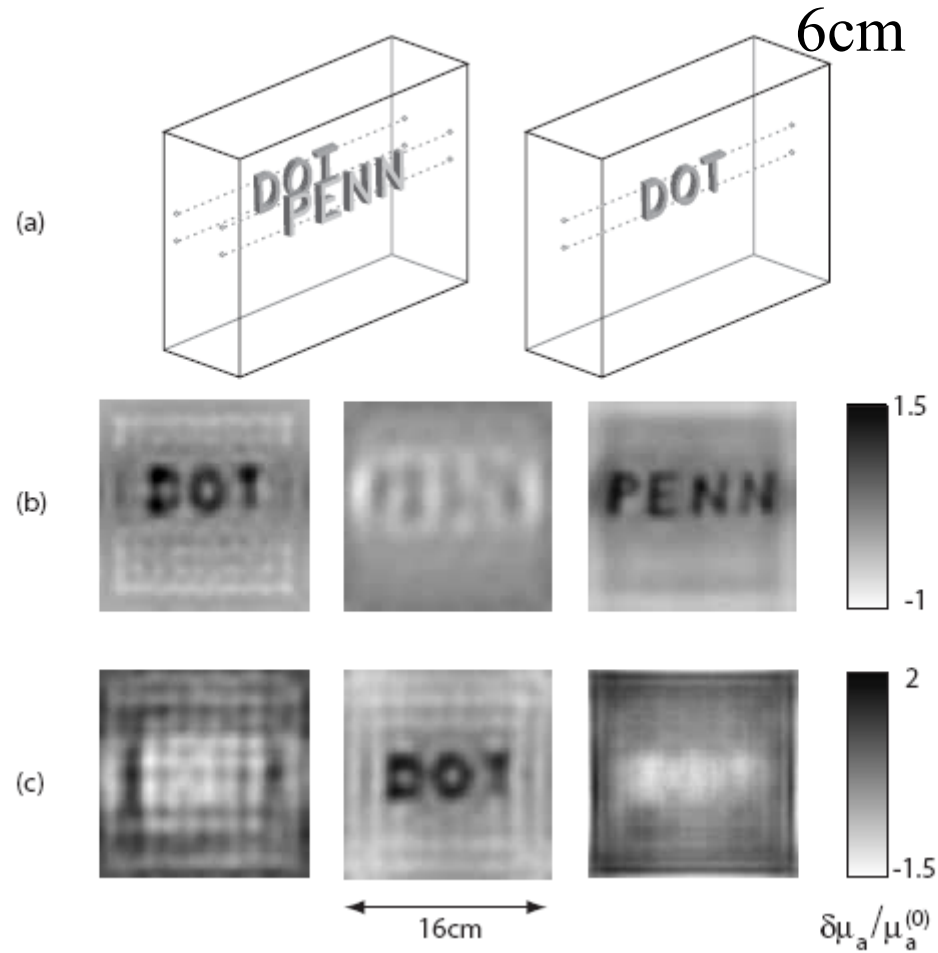 6cm
(a)
DOT
PENN
DOT
(b)
DOT
PENN
1.5
-1
(c)
DOT
2
-1.5
16cm
δμa/μa(0)